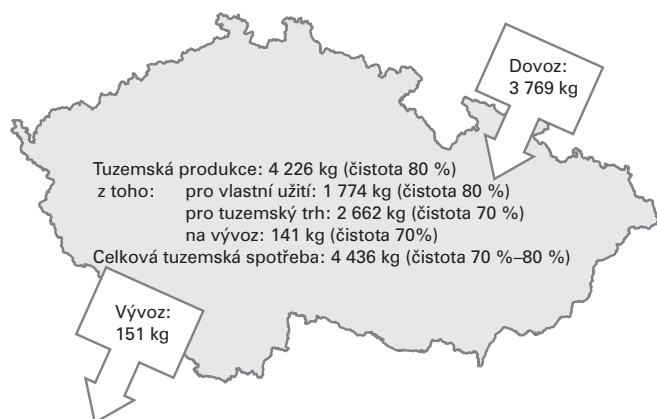 Dovoz:
3 769 kg
Tuzemská produkce: 4 226 kg (čistota 80 %)
z toho: pro vlastní užití: 1 774 kg (čistota 80 %)
pro tuzemský trh: 2 662 kg (čistota 70 %)
na vývoz: 141 kg (čistota 70%)
Celková tuzemská spotřeba: 4 436 kg (čistota 70 %–80 %)
Vývoz:
151 kg